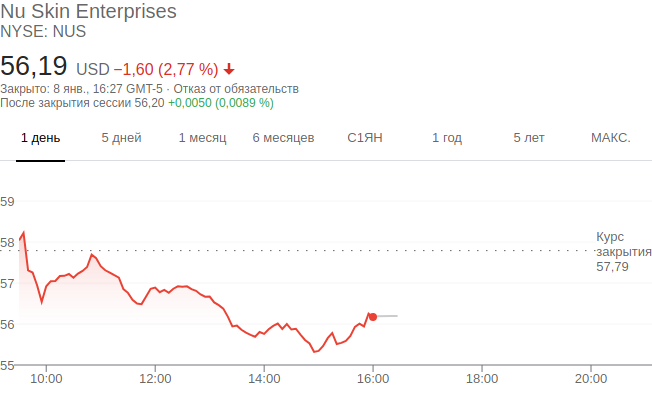 Nu Skin Enterprises
NYSE: NUS
56,19 USD −1,60 (2,77 %)
Закрыто: 8 янв., 16:27 GMT-5 · Отказ от обязательств
После закрытия сессии 56,20 +0,0050 (0,0089 %)
1 день 5 дней 1 месяц 6 месяцев С1ЯН 1 год 5 лет МАКС.
59
58
57
56
55
Курс
закрытия
57,79
10:00 12:00 14:00 16:00 18:00 20:00